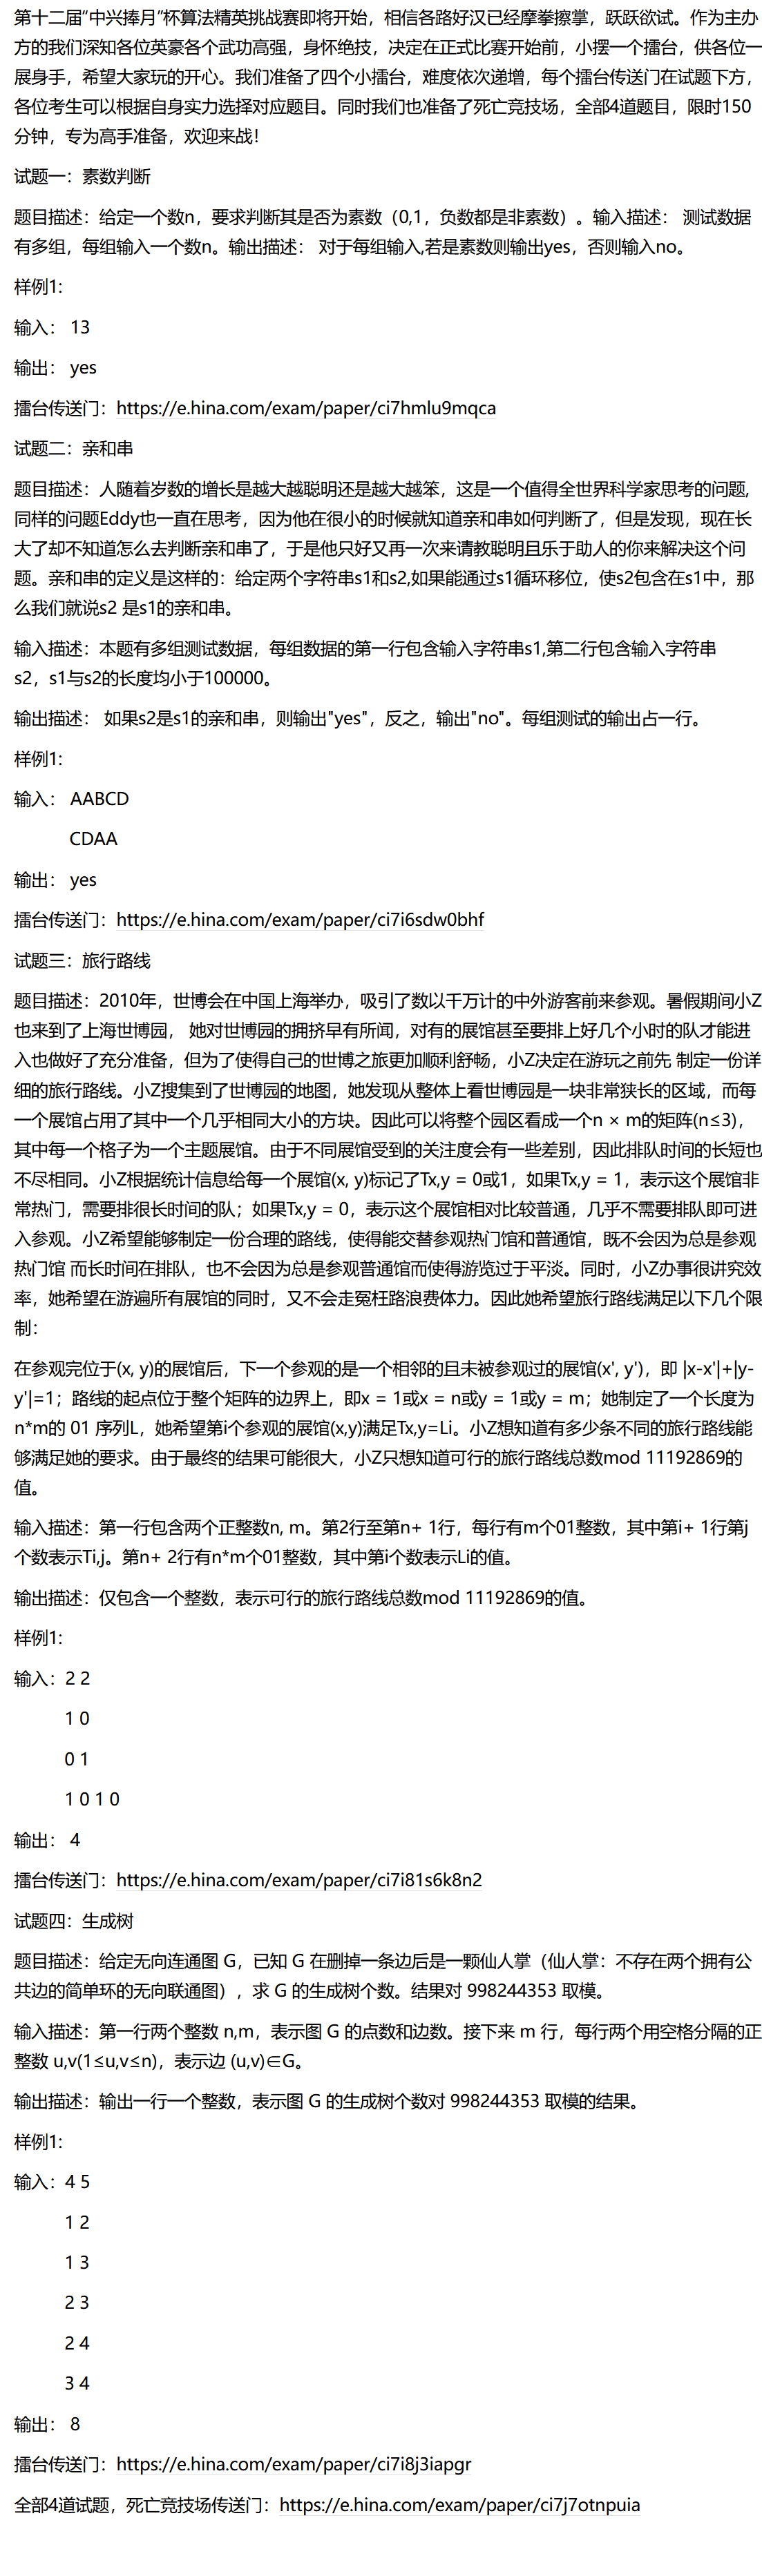 第十二届“中兴捧月”杯算法精英挑战赛即将开始，相信各路好汉已经摩拳擦掌，跃跃欲试。作为主办
方的我们深知各位英豪各个武功高强，身怀绝技，决定在正式比赛开始前，小摆一个擂台，供各位一
展身手，希望大家玩的开心。我们准备了四个小擂台，难度依次递增，每个擂台传送门在试题下方，
各位考生可以根据自身实力选择对应题目。同时我们也准备了死亡竞技场，全部4道题目，限时150
分钟，专为高手准备，欢迎来战！
试题一：素数判断
题目描述：给定一个数n，要求判断其是否为素数（0,1，负数都是非素数）。输入描述： 测试数据
有多组，每组输入一个数n。输出描述： 对于每组输入,若是素数则输出yes，否则输入no。
样例1:
输入： 13
输出： yes
擂台传送门：https://e.hina.com/exam/paper/ci7hmlu9mqca
试题二：亲和串
题目描述：人随着岁数的增长是越大越聪明还是越大越笨，这是一个值得全世界科学家思考的问题,
同样的问题Eddy也一直在思考，因为他在很小的时候就知道亲和串如何判断了，但是发现，现在长
大了却不知道怎么去判断亲和串了，于是他只好又再一次来请教聪明且乐于助人的你来解决这个问
题。亲和串的定义是这样的：给定两个字符串s1和s2,如果能通过s1循环移位，使s2包含在s1中，那
么我们就说s2 是s1的亲和串。
输入描述：本题有多组测试数据，每组数据的第一行包含输入字符串s1,第二行包含输入字符串
s2，s1与s2的长度均小于100000。
输出描述： 如果s2是s1的亲和串，则输出"yes"，反之，输出"no"。每组测试的输出占一行。
样例1:
输入： AABCD
CDAA
输出： yes
擂台传送门：https://e.hina.com/exam/paper/ci7i6sdw0bhf
试题三：旅行路线
题目描述：2010年，世博会在中国上海举办，吸引了数以千万计的中外游客前来参观。暑假期间小Z
也来到了上海世博园， 她对世博园的拥挤早有所闻，对有的展馆甚至要排上好几个小时的队才能进
入也做好了充分准备，但为了使得自己的世博之旅更加顺利舒畅，小Z决定在游玩之前先 制定一份详
细的旅行路线。小Z搜集到了世博园的地图，她发现从整体上看世博园是一块非常狭长的区域，而每
一个展馆占用了其中一个几乎相同大小的方块。因此可以将整个园区看成一个n × m的矩阵(n≤3)，
其中每一个格子为一个主题展馆。由于不同展馆受到的关注度会有一些差别，因此排队时间的长短也
不尽相同。小Z根据统计信息给每一个展馆(x, y)标记了Tx,y = 0或1，如果Tx,y = 1，表示这个展馆非
常热门，需要排很长时间的队；如果Tx,y = 0，表示这个展馆相对比较普通，几乎不需要排队即可进
入参观。小Z希望能够制定一份合理的路线，使得能交替参观热门馆和普通馆，既不会因为总是参观
热门馆 而长时间在排队，也不会因为总是参观普通馆而使得游览过于平淡。同时，小Z办事很讲究效
率，她希望在游遍所有展馆的同时，又不会走冤枉路浪费体力。因此她希望旅行路线满足以下几个限
制：
在参观完位于(x, y)的展馆后，下一个参观的是一个相邻的且未被参观过的展馆(x', y')，即 |x-x'|+|y-
y'|=1；路线的起点位于整个矩阵的边界上，即x = 1或x = n或y = 1或y = m；她制定了一个长度为
n*m的 01 序列L，她希望第i个参观的展馆(x,y)满足Tx,y=Li。小Z想知道有多少条不同的旅行路线能
够满足她的要求。由于最终的结果可能很大，小Z只想知道可行的旅行路线总数mod 11192869的
值。
输入描述：第一行包含两个正整数n, m。第2行至第n+ 1行，每行有m个01整数，其中第i+ 1行第j
个数表示Ti,j。第n+ 2行有n*m个01整数，其中第i个数表示Li的值。
输出描述：仅包含一个整数，表示可行的旅行路线总数mod 11192869的值。
样例1:
输入：2 2
1 0
0 1
1 0 1 0
输出： 4
擂台传送门：https://e.hina.com/exam/paper/ci7i81s6k8n2
试题四：生成树
题目描述：给定无向连通图 G，已知 G 在删掉一条边后是一颗仙人掌（仙人掌：不存在两个拥有公
共边的简单环的无向联通图），求 G 的生成树个数。结果对 998244353 取模。
输入描述：第一行两个整数 n,m，表示图 G 的点数和边数。接下来 m 行，每行两个用空格分隔的正
整数 u,v(1≤u,v≤n)，表示边 (u,v)∈G。
输出描述：输出一行一个整数，表示图 G 的生成树个数对 998244353 取模的结果。
样例1:
输入：4 5
1 2
1 3
2 3
2 4
3 4
输出： 8
擂台传送门：https://e.hina.com/exam/paper/ci7i8j3iapgr
全部4道试题，死亡竞技场传送门：https://e.hina.com/exam/paper/ci7j7otnpuia